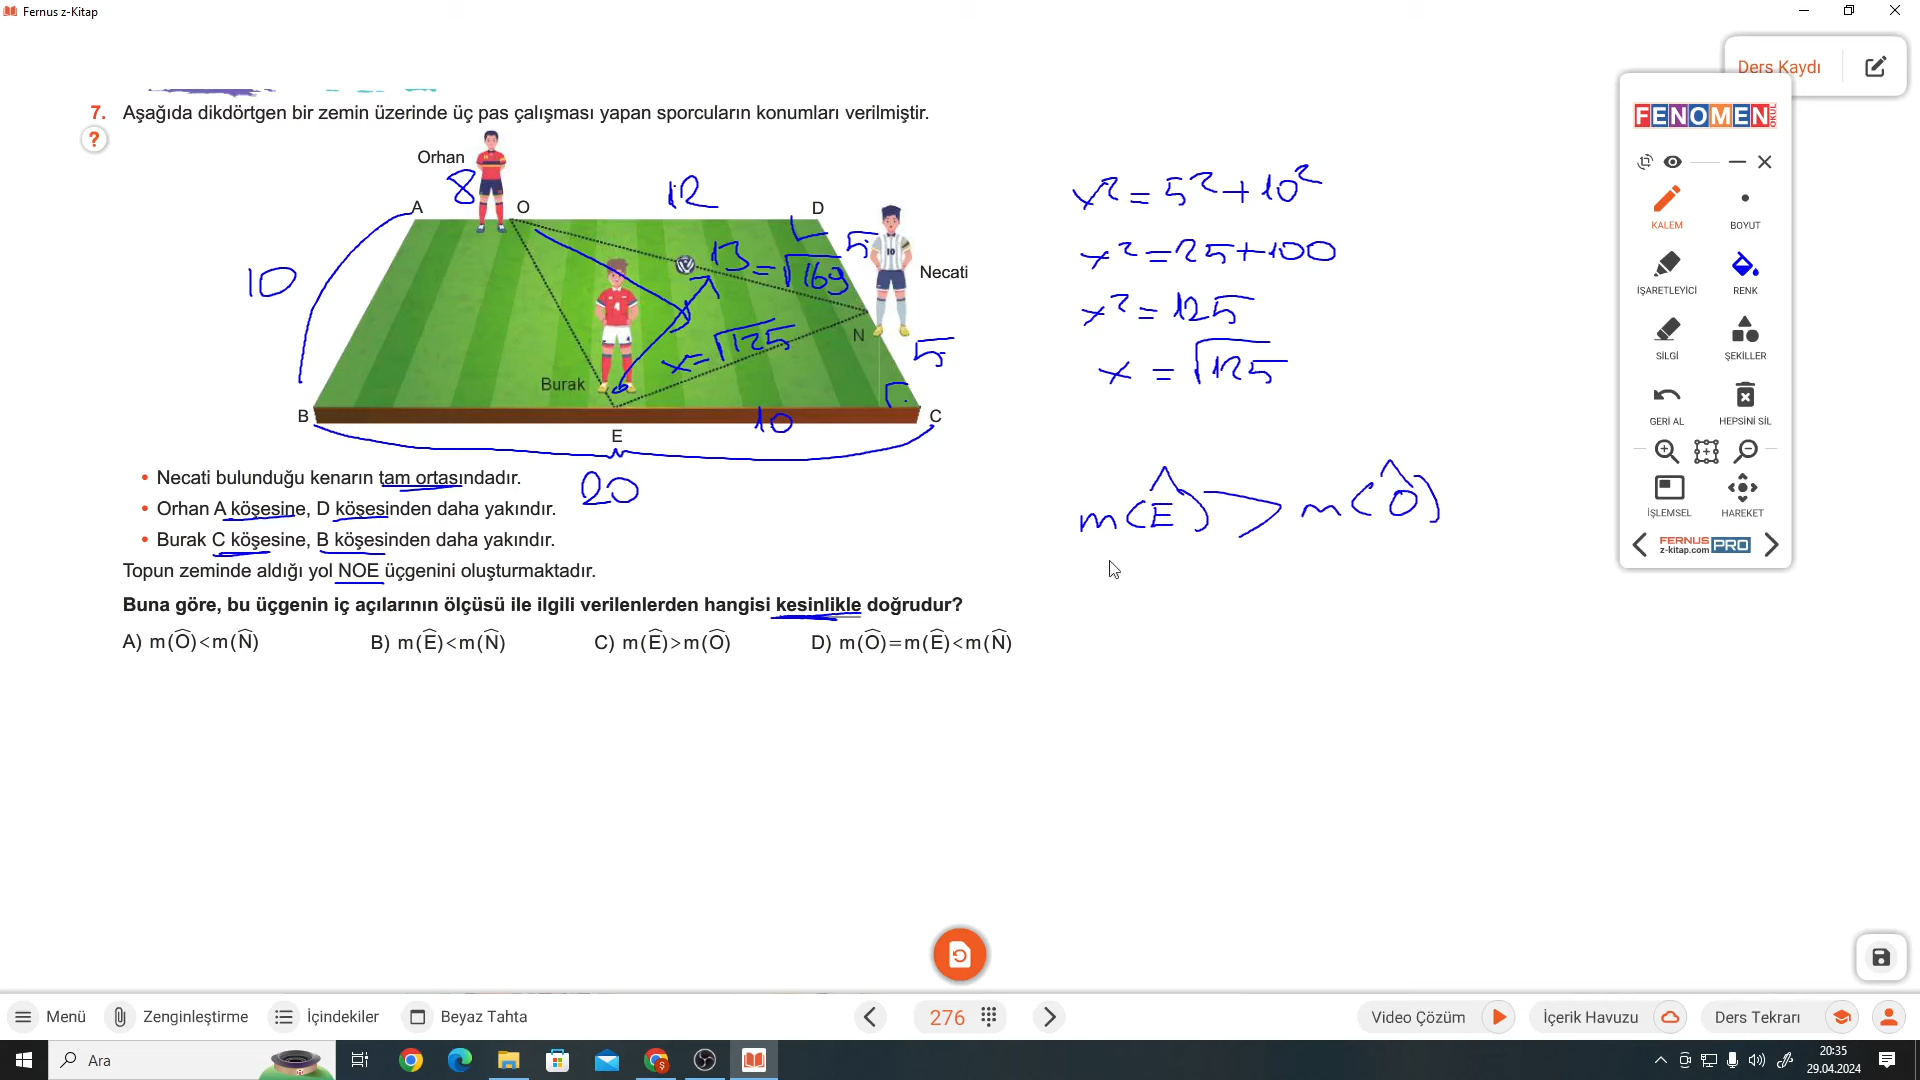 Fernus z-Kitap
Ders Kaydı
FENOMEN OKUL
7. Aşağıda dikdörtgen bir zemin üzerinde üç pas çalışması yapan sporcuların konumları verilmiştir.
?
Orhan
8
12
A
O
D
10
13 = √169
5
Necati
x = √125
N
5
Burak
10
B
E
C
20
x² = 5² + 10²
x² = 25 + 100
x² = 125
x = √125
m(Ê) > m(Ô)
• Necati bulunduğu kenarın tam ortasındadır.
• Orhan A köşesine, D köşesinden daha yakındır.
• Burak C köşesine, B köşesinden daha yakındır.
Topun zeminde aldığı yol NOE üçgenini oluşturmaktadır.
Buna göre, bu üçgenin iç açılarının ölçüsü ile ilgili verilenlerden hangisi kesinlikle doğrudur?
A) m(Ô)<m(N̂) B) m(Ê)<m(N̂) C) m(Ê)>m(Ô) D) m(Ô)=m(Ê)<m(N̂)
KALEM
BOYUT
İŞARETLEYİCİ
RENK
SİLGİ
ŞEKİLLER
GERİ AL
HEPSİNİ SİL
İŞLEMSEL
HAREKET
FERNUS z-kitap.com PRO
Menü
Zenginleştirme
İçindekiler
Beyaz Tahta
276
Video Çözüm
İçerik Havuzu
Ders Tekrarı
Ara
20:35
29.04.2024